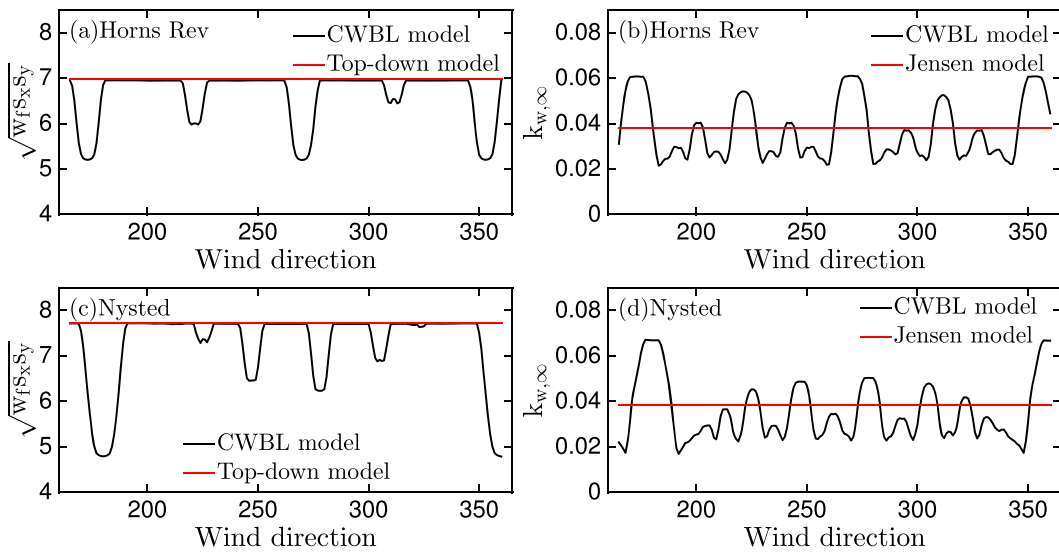 (a)Horns Rev
CWBL model
Top-down model
√w_fs_xs_y
8
7
6
5
4
200
250
300
350
Wind direction
(b)Horns Rev
CWBL model
Jensen model
k_{w,∞}
0.08
0.06
0.04
0.02
0
200
250
300
350
Wind direction
(c)Nysted
CWBL model
Top-down model
√w_fs_xs_y
8
7
6
5
4
200
250
300
350
Wind direction
(d)Nysted
CWBL model
Jensen model
k_{w,∞}
0.08
0.06
0.04
0.02
0
200
250
300
350
Wind direction